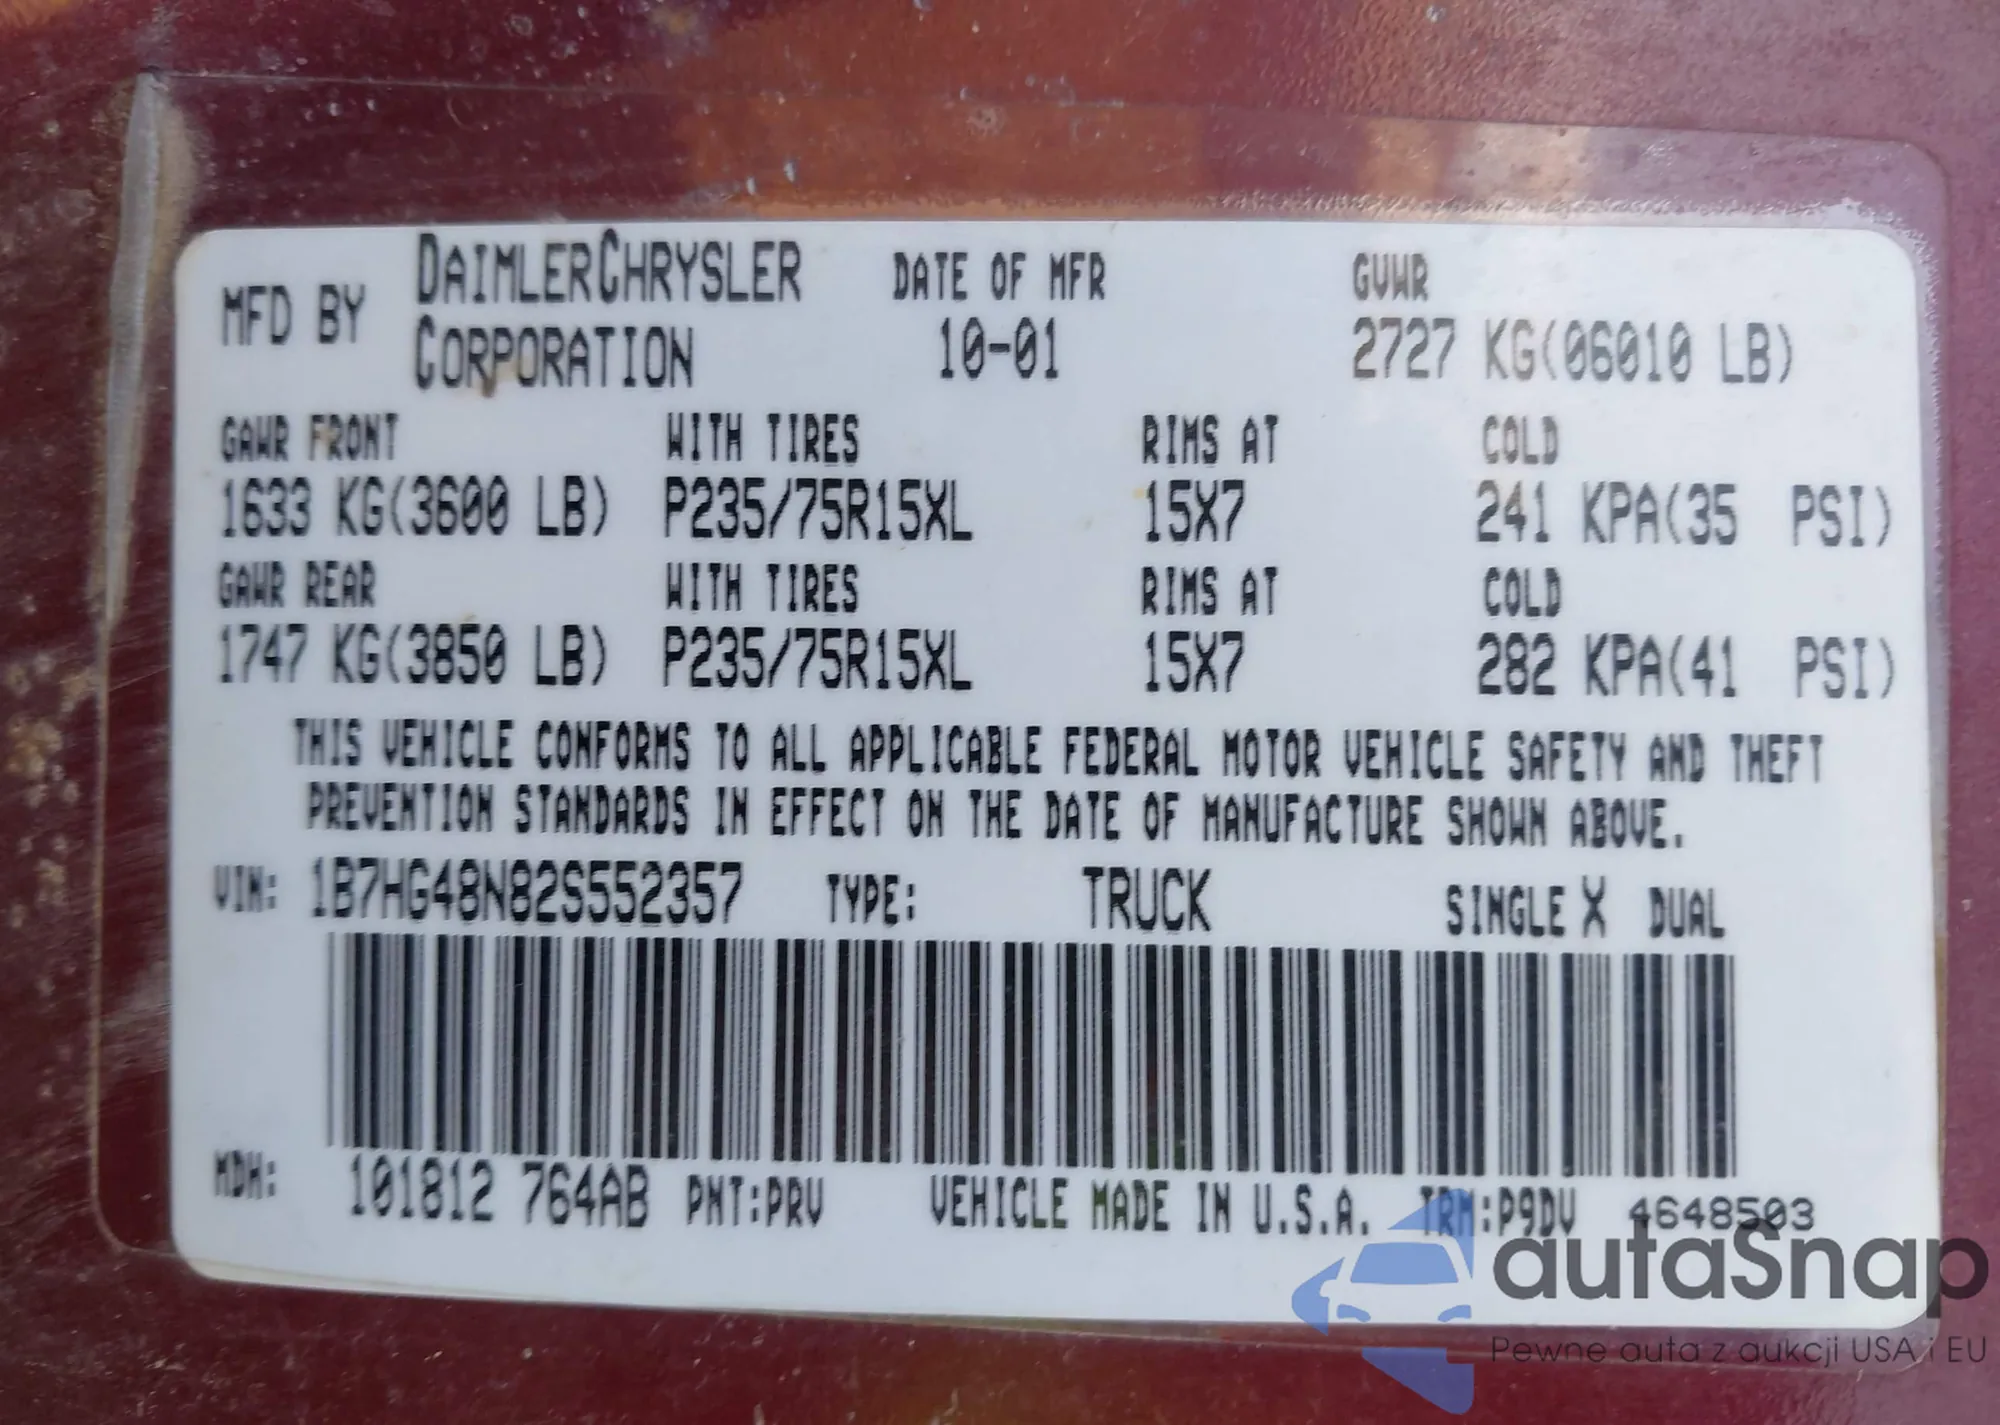 MFD BY DAIMLERCHRYSLER CORPORATION DATE OF MFR 10-01 GVWR 2727 KG(06010 LB)
GAWR FRONT WITH TIRES RIMS AT COLD
1633 KG(3600 LB) P235/75R15XL 15X7 241 KPA(35 PSI)
GAWR REAR WITH TIRES RIMS AT COLD
1747 KG(3850 LB) P235/75R15XL 15X7 282 KPA(41 PSI)
THIS VEHICLE CONFORMS TO ALL APPLICABLE FEDERAL MOTOR VEHICLE SAFETY AND THEFT
PREVENTION STANDARDS IN EFFECT ON THE DATE OF MANUFACTURE SHOWN ABOVE.
VIN: 1B7HG48N82S552357 TYPE: TRUCK SINGLE X DUAL
MDH: 101812 764AB PNT:PRV VEHICLE MADE IN U.S.A. TRM:P9DV 4648503
autaSnap
Pewne auta z aukcji USA i EU